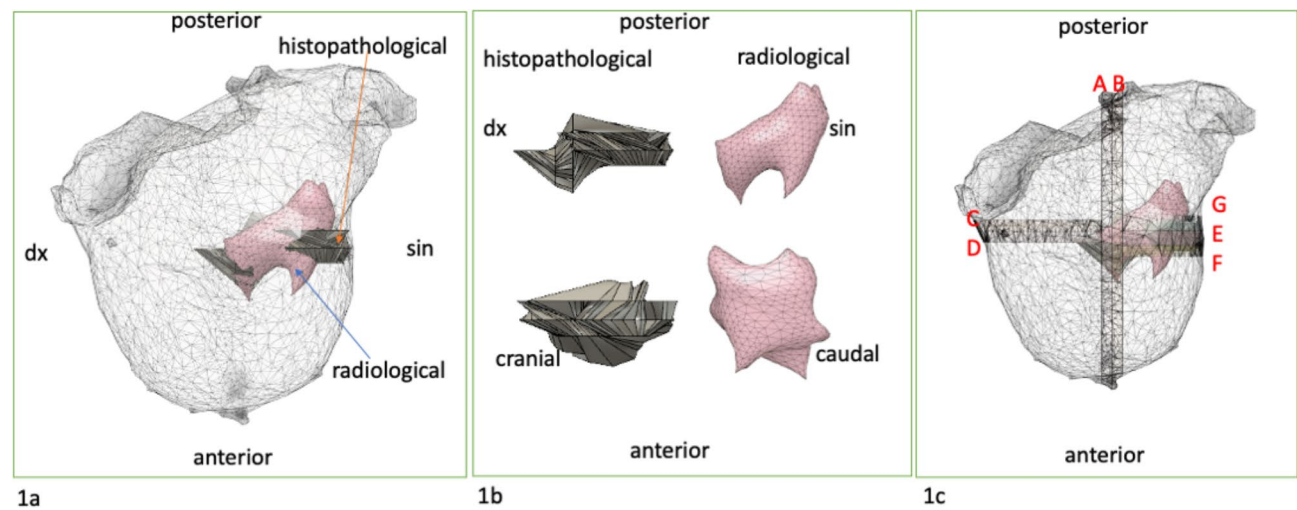 posterior
histopathological
dx
sin
radiological
anterior
1a
posterior
histopathological
radiological
dx
sin
cranial
caudal
anterior
1b
posterior
A B
C
D
G
E
F
anterior
1c